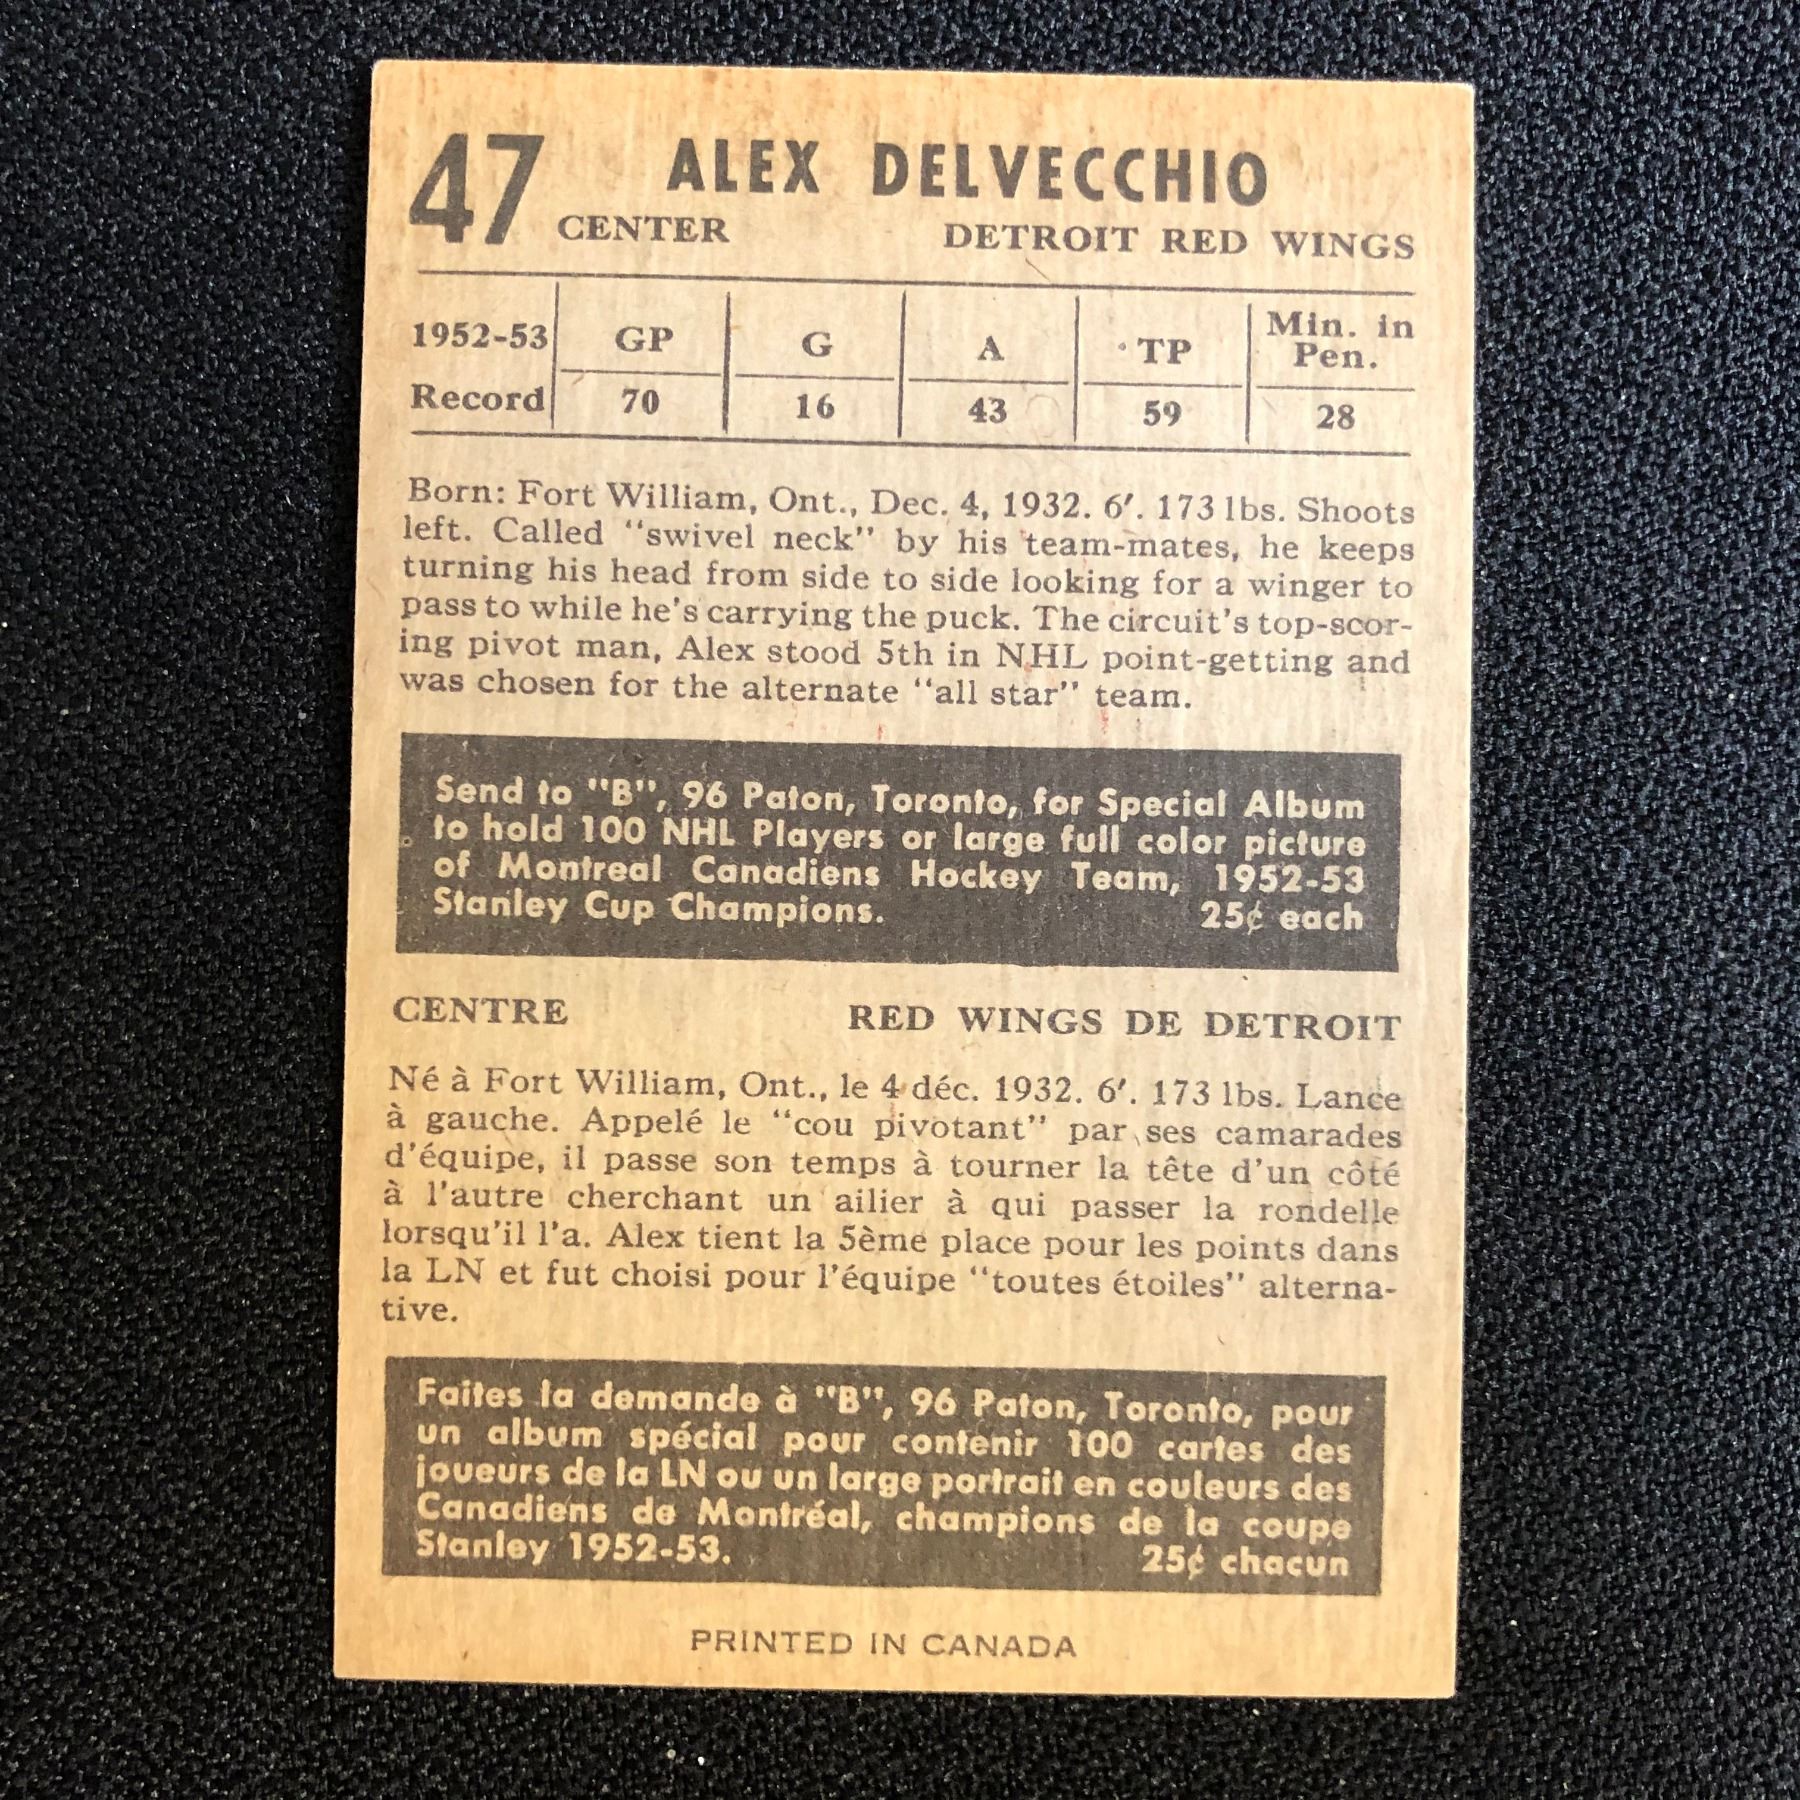 47 ALEX DELVECCHIO
CENTER DETROIT RED WINGS
1952-53 GP G A TP Min. in Pen.
Record 70 16 43 59 28
Born: Fort William, Ont., Dec. 4, 1932. 6'. 173 lbs. Shoots
left. Called "swivel neck" by his team-mates, he keeps
turning his head from side to side looking for a winger to
pass to while he's carrying the puck. The circuit's top-scor-
ing pivot man, Alex stood 5th in NHL point-getting and
was chosen for the alternate "all star" team.
Send to "B", 96 Paton, Toronto, for Special Album
to hold 100 NHL Players or large full color picture
of Montreal Canadiens Hockey Team, 1952-53
Stanley Cup Champions. 25¢ each
CENTRE RED WINGS DE DETROIT
Né à Fort William, Ont., le 4 déc. 1932. 6'. 173 lbs. Lance
à gauche. Appelé le "cou pivotant" par ses camarades
d'équipe, il passe son temps à tourner la tête d'un côté
à l'autre cherchant un ailier à qui passer la rondelle
lorsqu'il l'a. Alex tient la 5ème place pour les points dans
la LN et fut choisi pour l'équipe "toutes étoiles" alterna-
tive.
Faites la demande à "B", 96 Paton, Toronto, pour
un album spécial pour contenir 100 cartes des
joueurs de la LN ou un large portrait en couleurs des
Canadiens de Montréal, champions de la coupe
Stanley 1952-53. 25¢ chacun
PRINTED IN CANADA